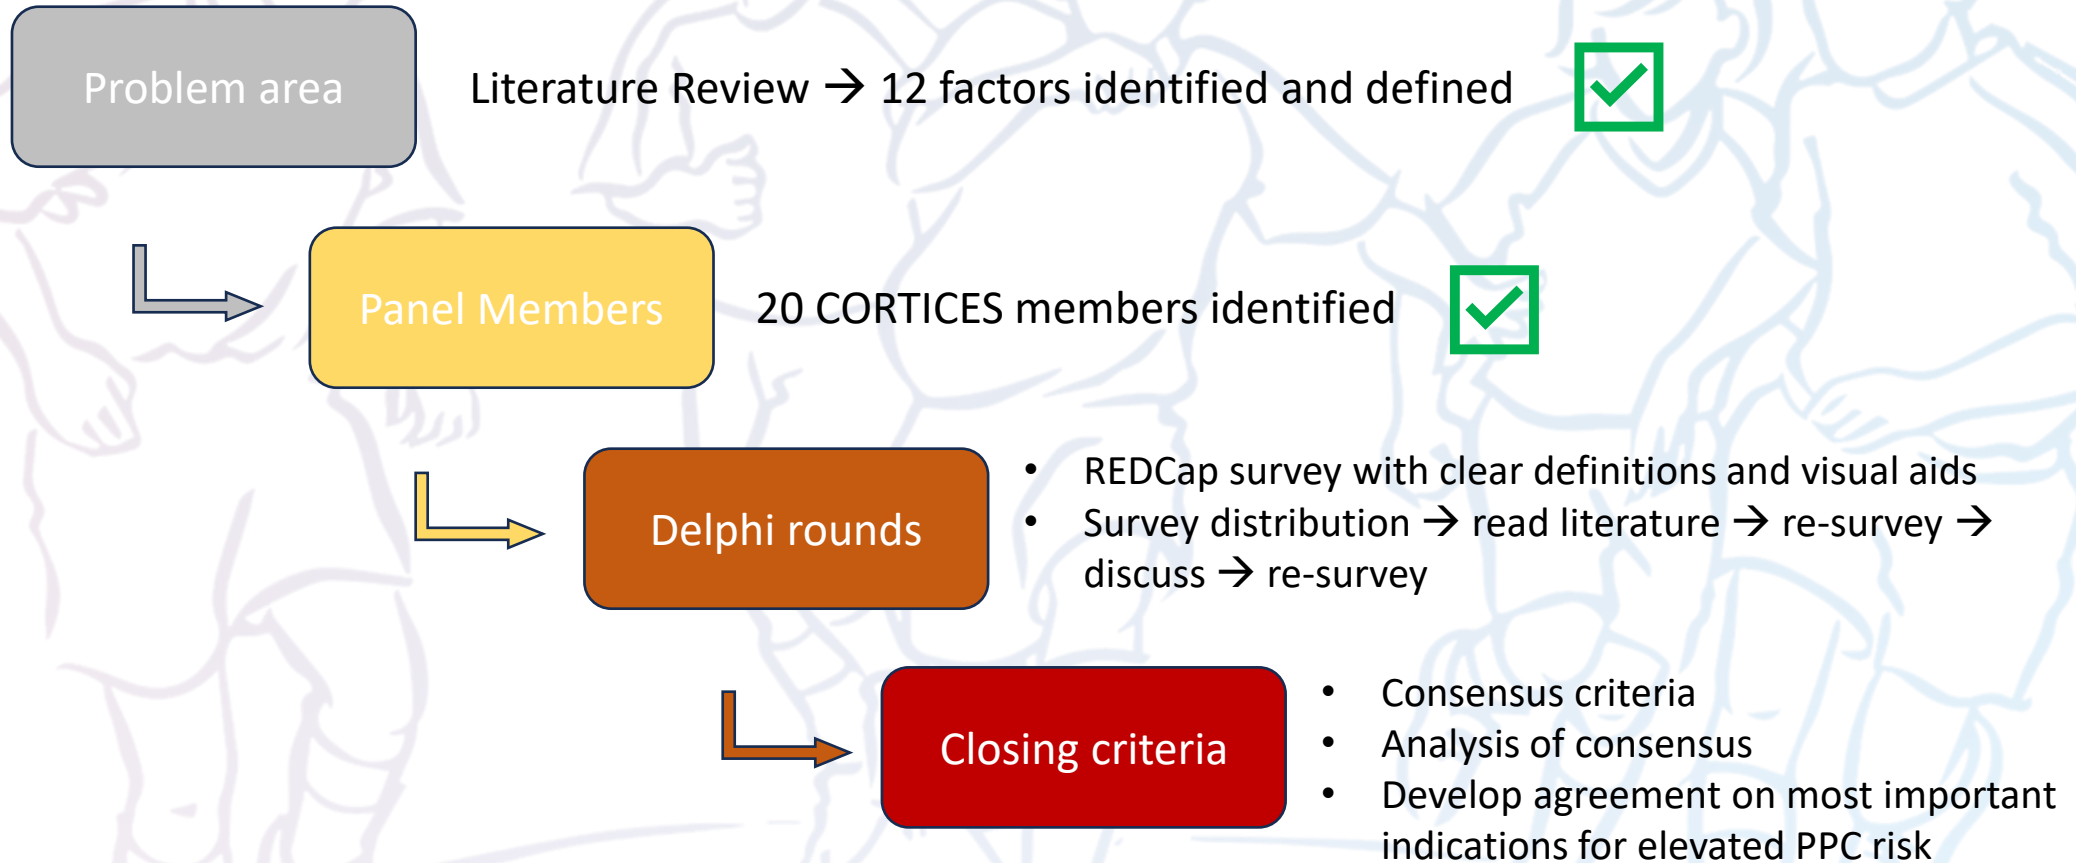 Problem area
Literature Review → 12 factors identified and defined
Panel Members
20 CORTICES members identified
Delphi rounds
• REDCap survey with clear definitions and visual aids
• Survey distribution → read literature → re-survey →
discuss → re-survey
Closing criteria
• Consensus criteria
• Analysis of consensus
• Develop agreement on most important
indications for elevated PPC risk